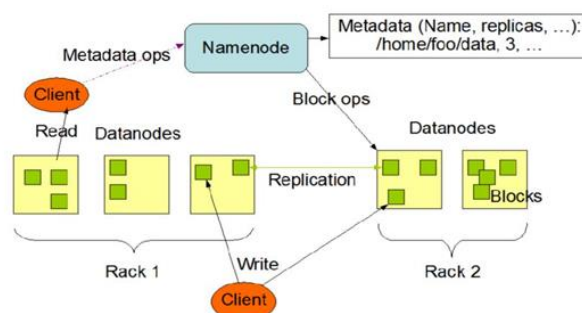 Metadata (Name, replicas, …):
/home/foo/data, 3, …
Namenode
Metadata ops
Client
Block ops
Read
Datanodes
Datanodes
Replication
Blocks
Rack 1
Write
Rack 2
Client